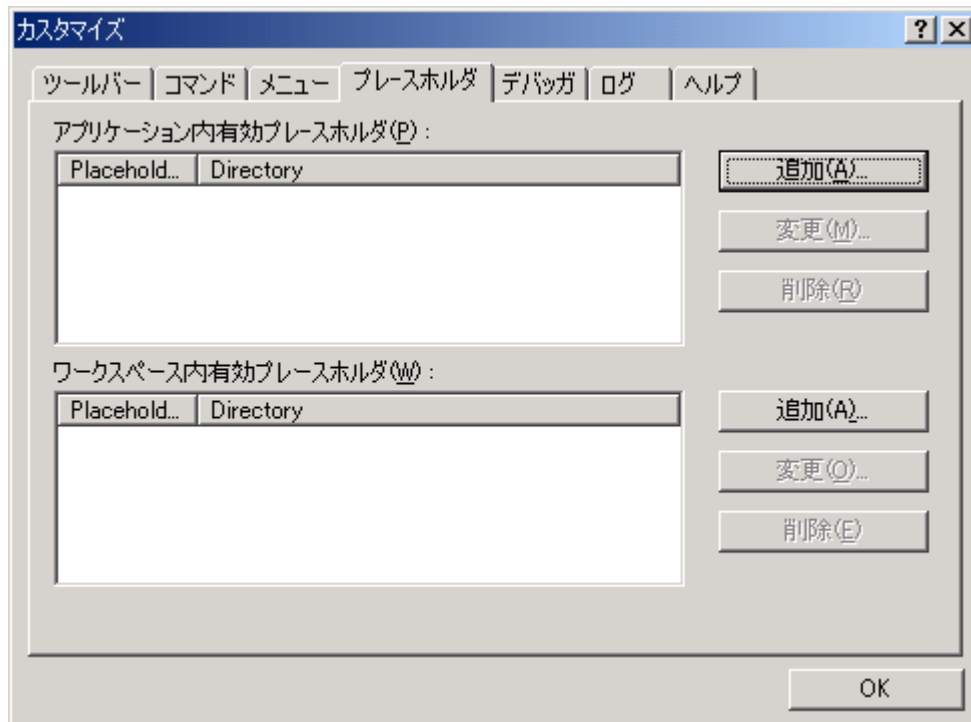 カスタマイズ
ツールバー コマンド メニュー プレースホルダ デバッガ ログ ヘルプ
アプリケーション内有効プレースホルダ(P) :
Placehold... Directory
追加(A)...
変更(M)...
削除(R)
ワークスペース内有効プレースホルダ(W) :
Placehold... Directory
追加(A)...
変更(O)...
削除(E)
OK